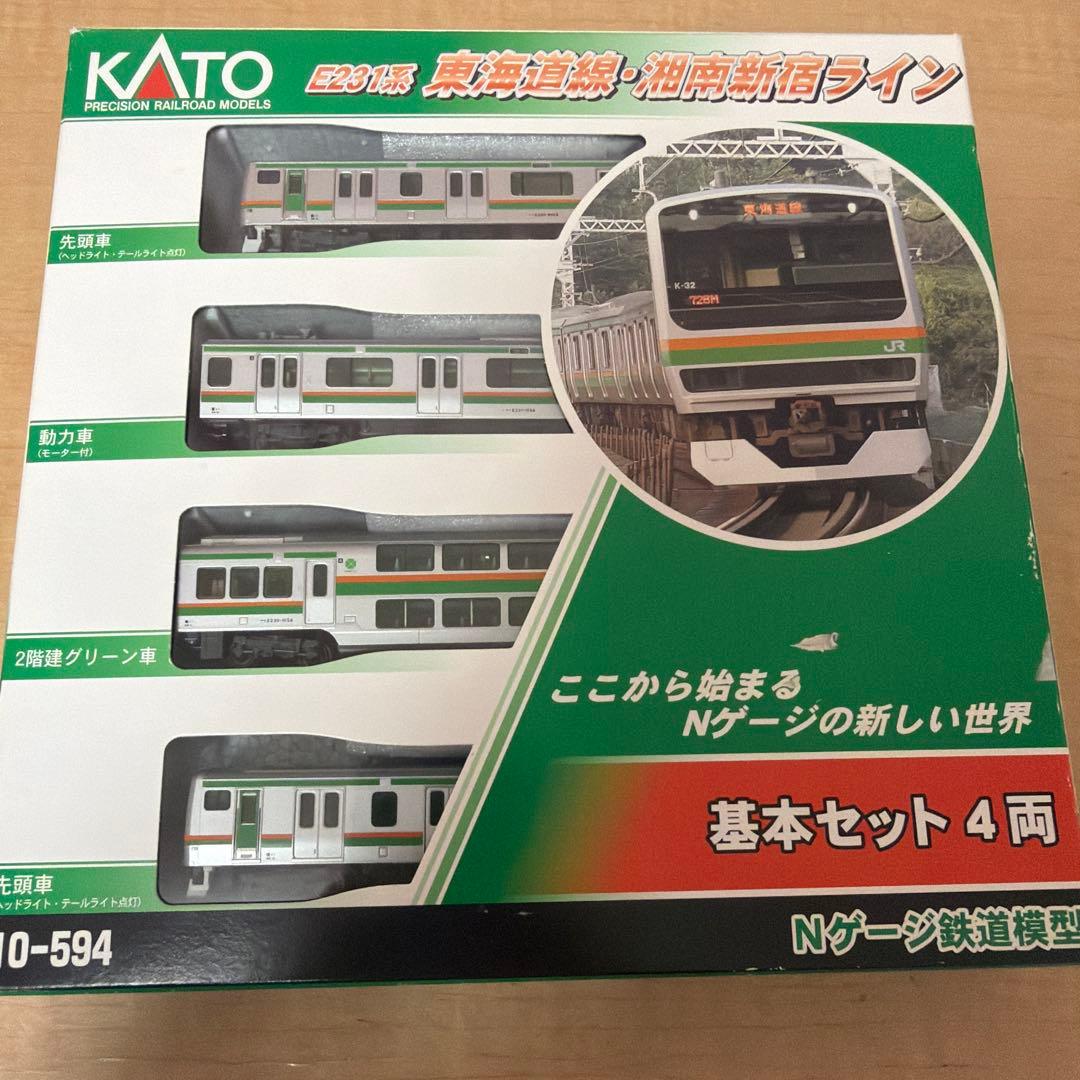 KATO
PRECISION RAILROAD MODELS
E231系 東海道線・湘南新宿ライン
東海道線
K-32
728M
JR
先頭車
(ヘッドライト・テールライト点灯)
動力車
(モーター付)
2階建グリーン車
ここから始まる
Nゲージの新しい世界
基本セット 4両
先頭車
ヘッドライト・テールライト点灯)
10-594
Nゲージ鉄道模型